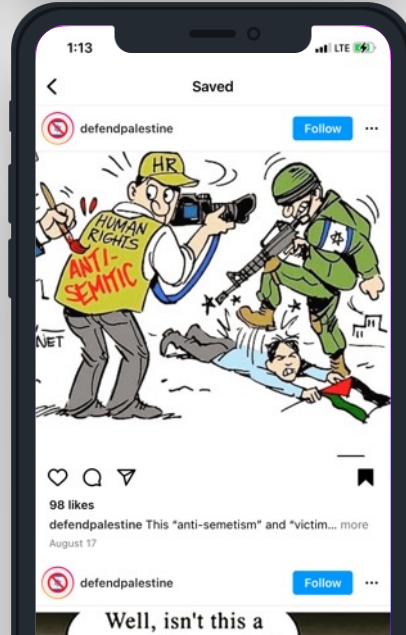 1:13
LTE
Saved
defendpalestine
Follow
HR
HUMAN
RIGHTS
ANTI-
SEMITIC
NET
98 likes
defendpalestine This “anti-semetism” and “victim... more
August 17
defendpalestine
Follow
Well, isn't this a